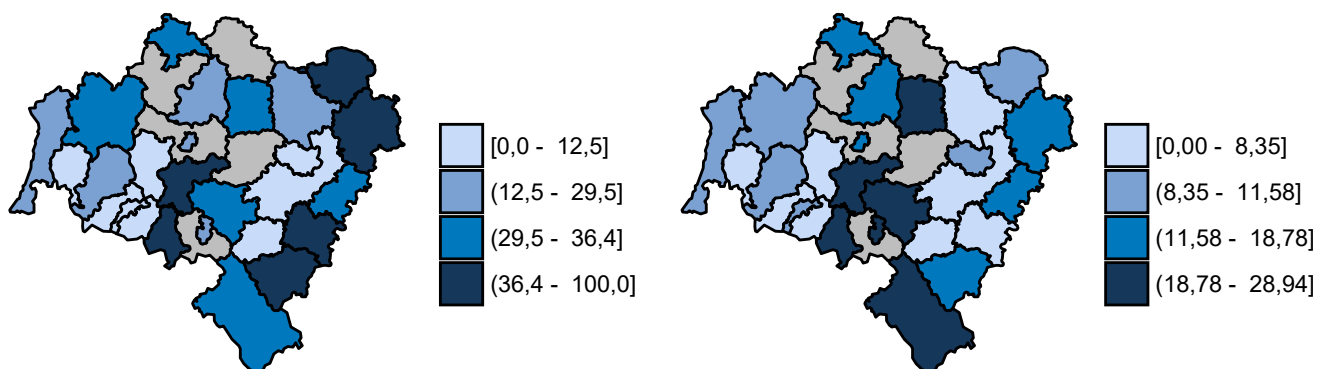 [0,0 - 12,5]
(12,5 - 29,5]
(29,5 - 36,4]
(36,4 - 100,0]
[0,00 - 8,35]
(8,35 - 11,58]
(11,58 - 18,78]
(18,78 - 28,94]